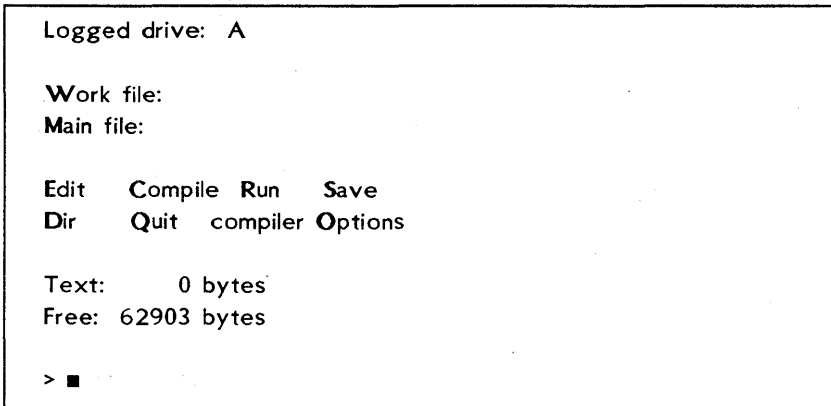 Logged drive: A
Work file:
Main file:
Edit Compile Run Save
Dir Quit compiler Options
Text: 0 bytes
Free: 62903 bytes
> ■